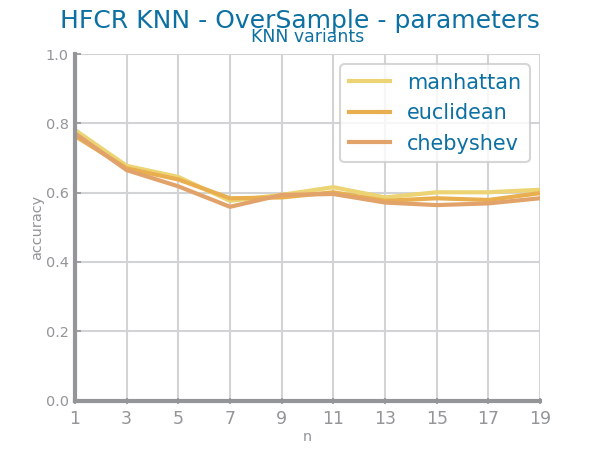 HFCR KNN - OverSample - parameters
KNN variants
1.0
0.8
0.6
0.4
0.2
0.0
accuracy
manhattan
euclidean
chebyshev
1 3 5 7 9 11 13 15 17 19
n